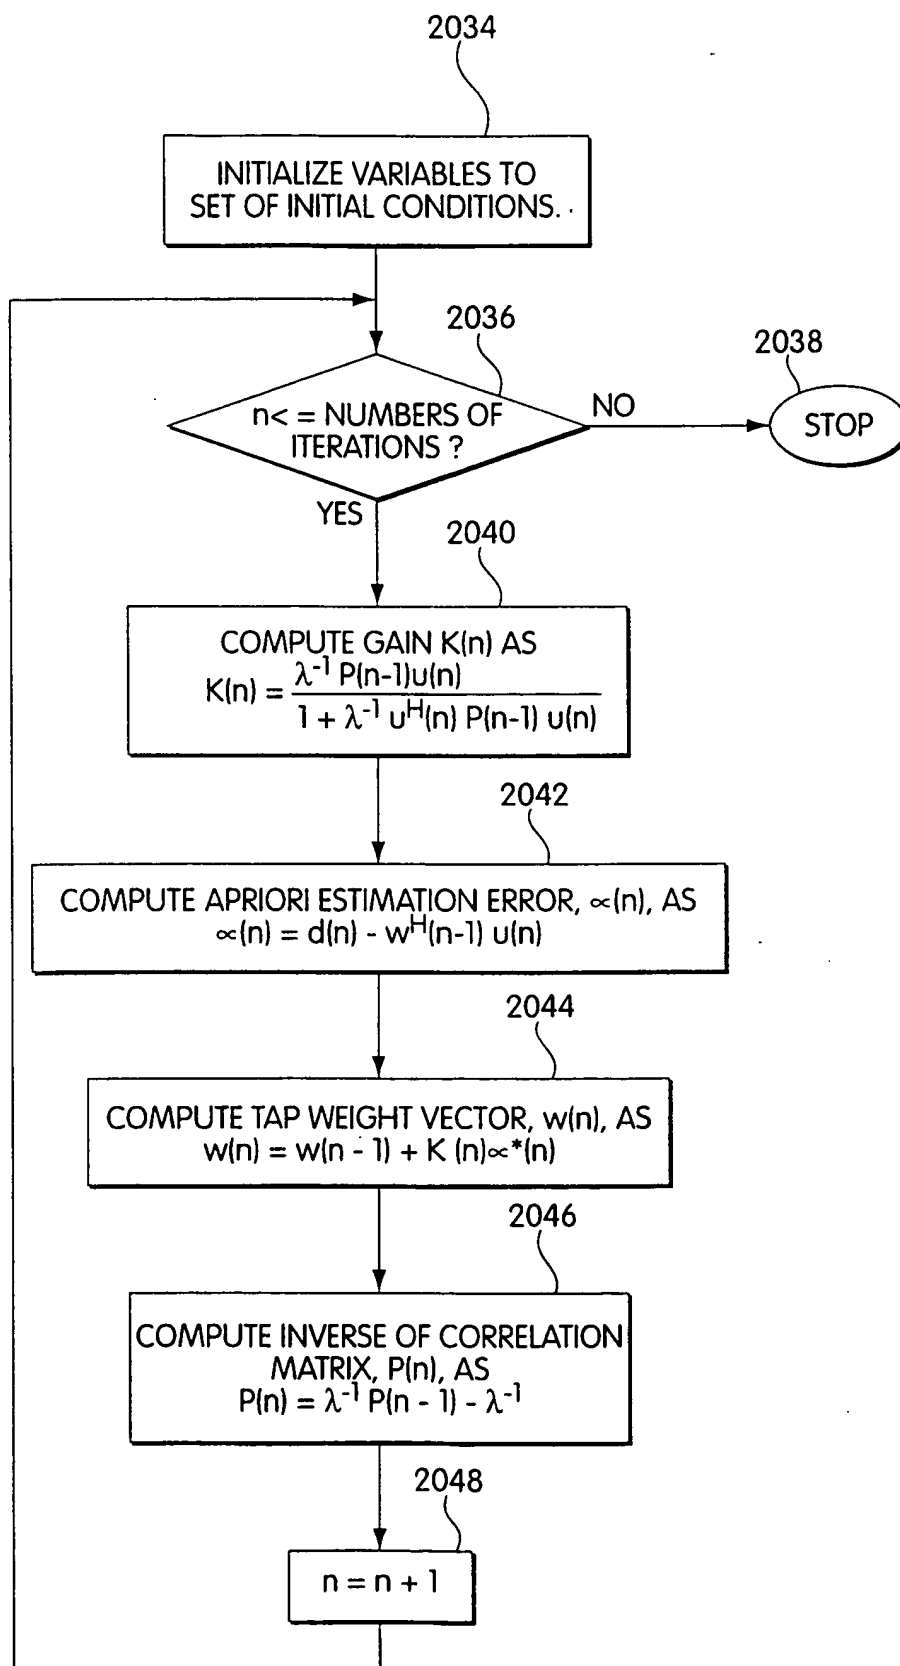 2034
INITIALIZE VARIABLES TO
SET OF INITIAL CONDITIONS.
2036
2038
n< = NUMBERS OF
ITERATIONS ?
NO
STOP
YES
2040
COMPUTE GAIN K(n) AS
K(n) = λ⁻¹ P(n-1)u(n) / 1 + λ⁻¹ u^H(n) P(n-1) u(n)
2042
COMPUTE APRIORI ESTIMATION ERROR, ∝(n), AS
∝(n) = d(n) - w^H(n-1) u(n)
2044
COMPUTE TAP WEIGHT VECTOR, w(n), AS
w(n) = w(n - 1) + K (n)∝*(n)
2046
COMPUTE INVERSE OF CORRELATION
MATRIX, P(n), AS
P(n) = λ⁻¹ P(n - 1) - λ⁻¹
2048
n = n + 1